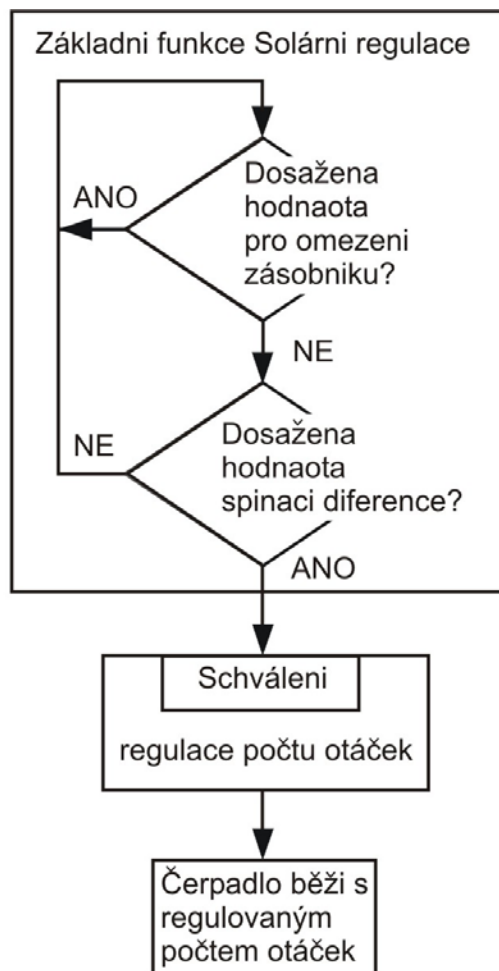 Základni funkce Solárni regulace
ANO
Dosažena
hodnaota
pro omezeni
zásobniku?
NE
NE
Dosažena
hodnaota
spinaci diference?
ANO
Schváleni
regulace počtu otáček
Čerpadlo běži s
regulovaným
počtem otáček